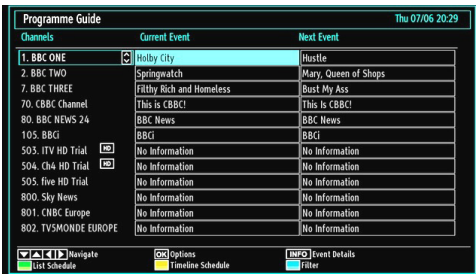 Programme Guide Thu 07/06 20:29
Channels Current Event Next Event
1. BBC ONE Holby City Hustle
2. BBC TWO Springwatch Mary, Queen of Shops
7. BBC THREE Filthy Rich and Homeless Bust My Ass
70. CBBC Channel This is CBBC! This Is CBBC!
80. BBC NEWS 24 BBC News BBC News
105. BBCi BBCi BBCi
503. ITV HD Trial HD No Information No Information
504. Ch4 HD Trial HD No Information No Information
505. five HD Trial No Information No Information
800. Sky News No Information No Information
801. CNBC Europe No Information No Information
802. TV5MONDE EUROPE No Information No Information
Navigate OK Options INFO Event Details
List Schedule Timeline Schedule Filter